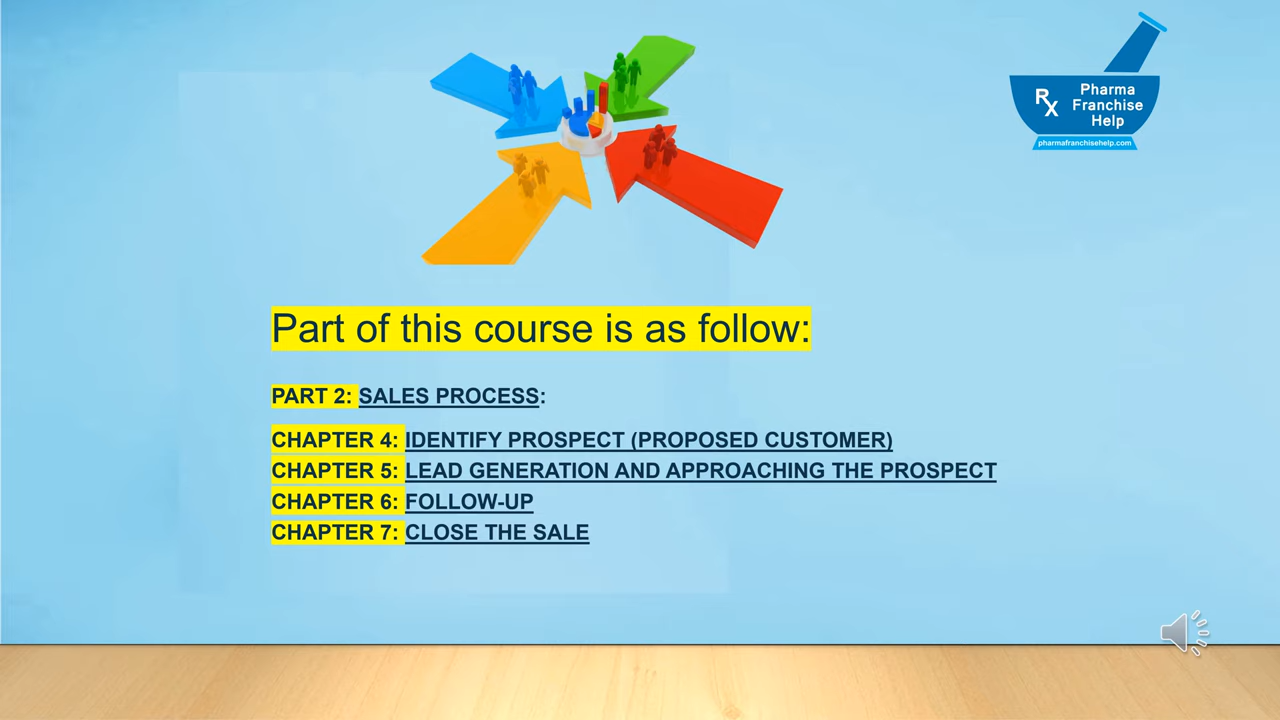 Rx Pharma
Franchise
Help
pharmafranchisehelp.com
Part of this course is as follow:
PART 2: SALES PROCESS:
CHAPTER 4: IDENTIFY PROSPECT (PROPOSED CUSTOMER)
CHAPTER 5: LEAD GENERATION AND APPROACHING THE PROSPECT
CHAPTER 6: FOLLOW-UP
CHAPTER 7: CLOSE THE SALE